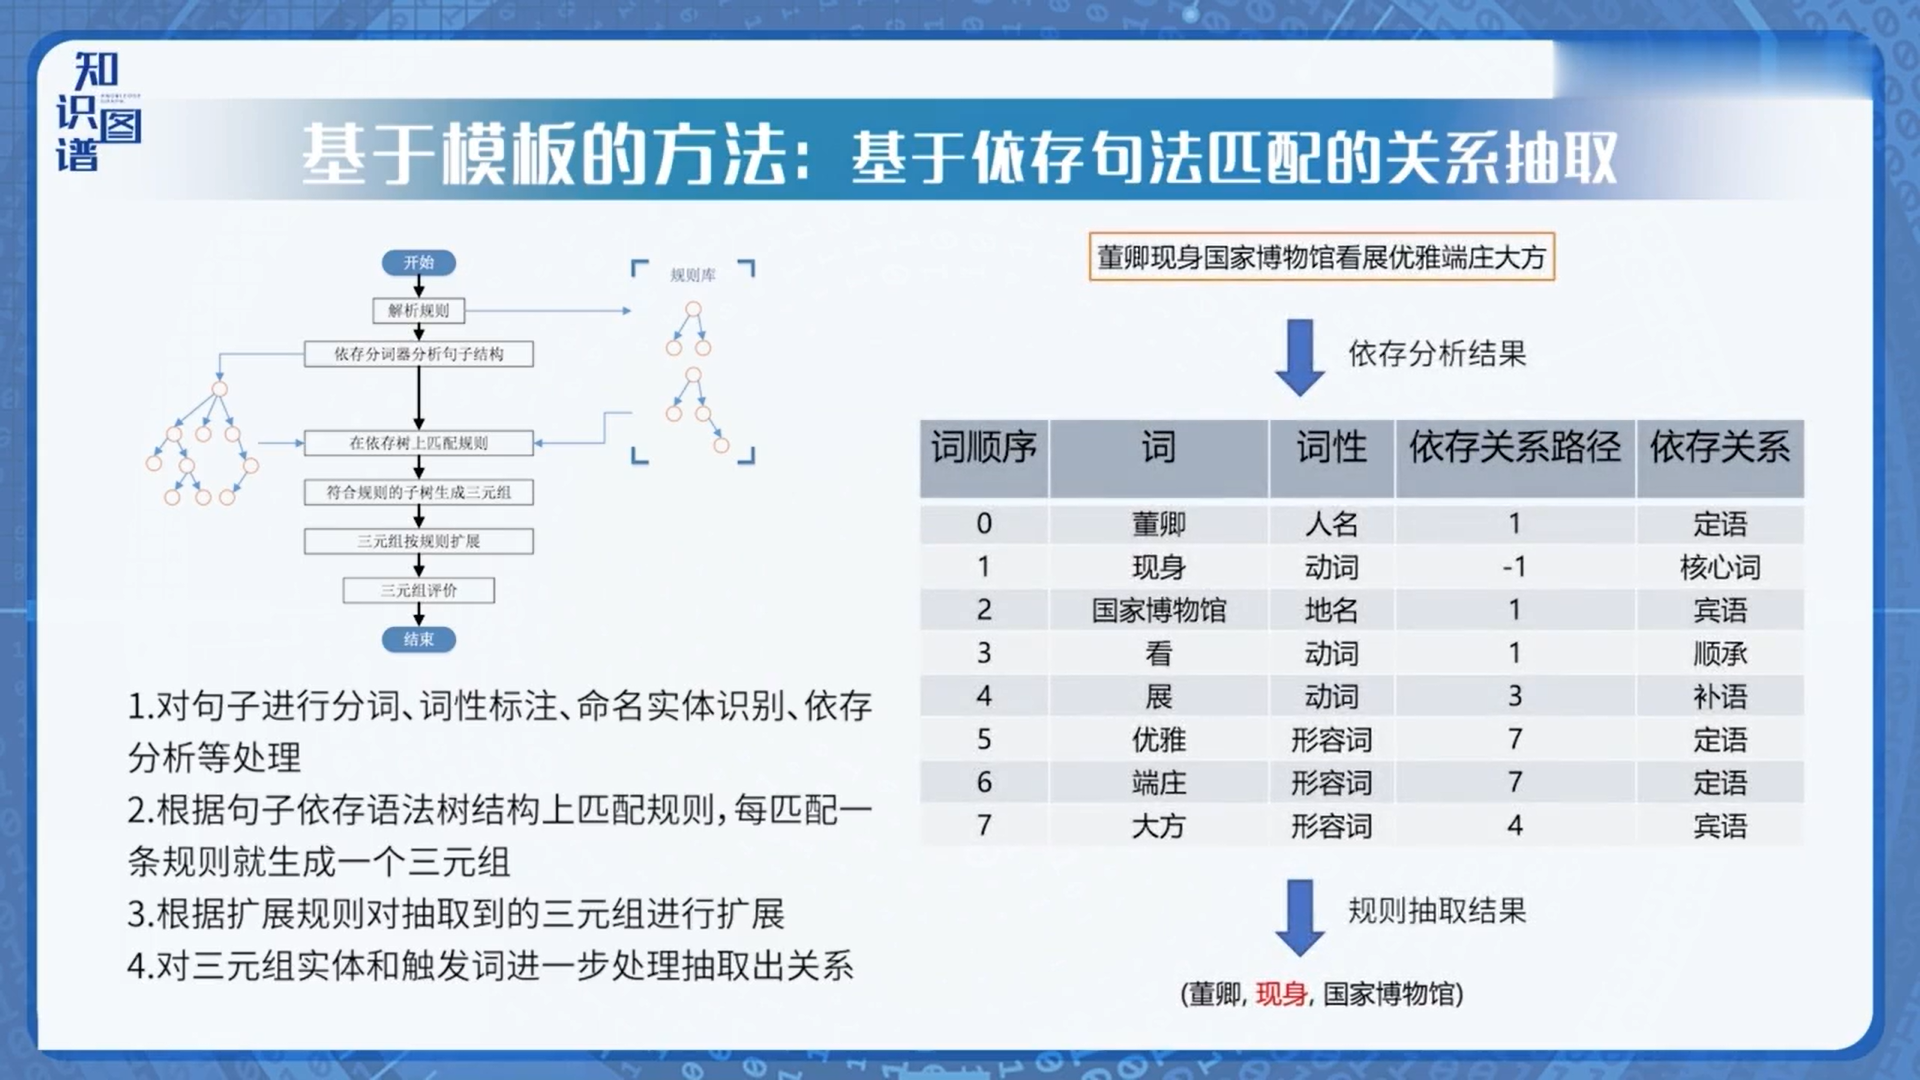 知识图谱
基于模板的方法：基于依存句法匹配的关系抽取
开始
解析规则
依存分词器分析句子结构
在依存树上匹配规则
符合规则的子树生成三元组
三元组按规则扩展
三元组评价
结束
规则库
1.对句子进行分词、词性标注、命名实体识别、依存
分析等处理
2.根据句子依存语法树结构上匹配规则，每匹配一
条规则就生成一个三元组
3.根据扩展规则对抽取到的三元组进行扩展
4.对三元组实体和触发词进一步处理抽取出关系
董卿现身国家博物馆看展优雅端庄大方
依存分析结果
词顺序 词 词性 依存关系路径 依存关系
0 董卿 人名 1 定语
1 现身 动词 -1 核心词
2 国家博物馆 地名 1 宾语
3 看 动词 1 顺承
4 展 动词 3 补语
5 优雅 形容词 7 定语
6 端庄 形容词 7 定语
7 大方 形容词 4 宾语
规则抽取结果
(董卿, 现身, 国家博物馆)